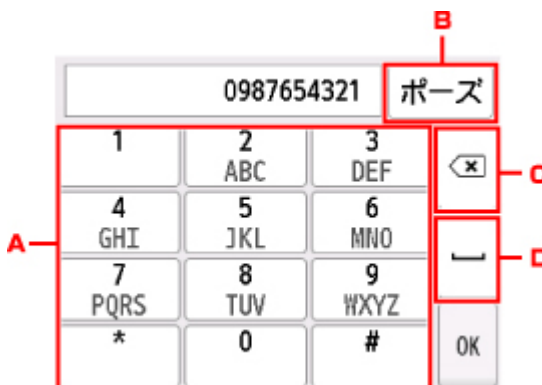 B
0987654321 ポーズ
1 2 3
ABC DEF
C
4 5 6
GHI JKL MNO
A
D
7 8 9
PQRS TUV WXYZ
* 0 # OK